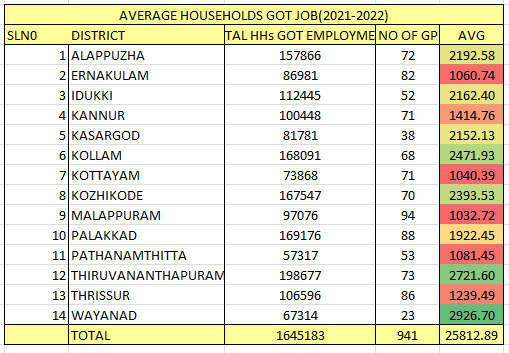 AVERAGE HOUSEHOLDS GOT JOB(2021-2022)
SLN0 DISTRICT TAL HHs GOT EMPLOYME NO OF GP AVG
1 ALAPPUZHA 157866 72 2192.58
2 ERNAKULAM 86981 82 1060.74
3 IDUKKI 112445 52 2162.40
4 KANNUR 100448 71 1414.76
5 KASARGOD 81781 38 2152.13
6 KOLLAM 168091 68 2471.93
7 KOTTAYAM 73868 71 1040.39
8 KOZHIKODE 167547 70 2393.53
9 MALAPPURAM 97076 94 1032.72
10 PALAKKAD 169176 88 1922.45
11 PATHANAMTHITTA 57317 53 1081.45
12 THIRUVANANTHAPURAM 198677 73 2721.60
13 THRISSUR 106596 86 1239.49
14 WAYANAD 67314 23 2926.70
TOTAL 1645183 941 25812.89